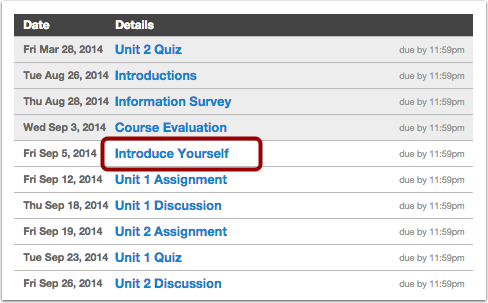 Date Details
Fri Mar 28, 2014 Unit 2 Quiz due by 11:59pm
Tue Aug 26, 2014 Introductions due by 11:59pm
Thu Aug 28, 2014 Information Survey due by 11:59pm
Wed Sep 3, 2014 Course Evaluation due by 11:59pm
Fri Sep 5, 2014 Introduce Yourself due by 11:59pm
Fri Sep 12, 2014 Unit 1 Assignment due by 11:59pm
Thu Sep 18, 2014 Unit 1 Discussion due by 11:59pm
Fri Sep 19, 2014 Unit 2 Assignment due by 11:59pm
Tue Sep 23, 2014 Unit 1 Quiz due by 11:59pm
Fri Sep 26, 2014 Unit 2 Discussion due by 11:59pm